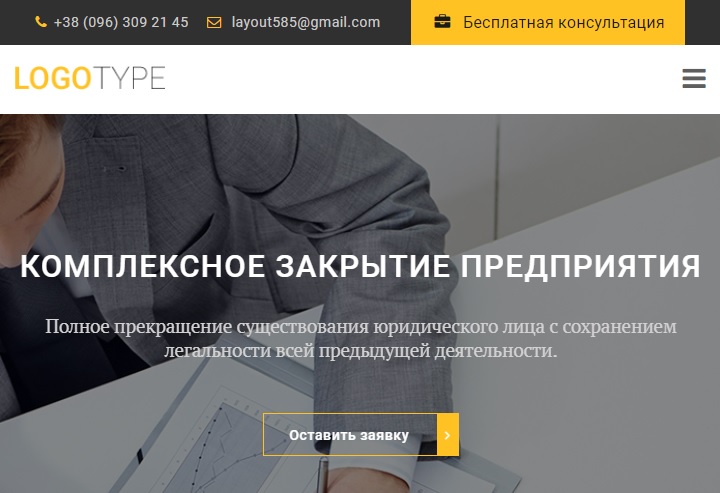 +38 (096) 309 21 45 layout585@gmail.com Бесплатная консультация
LOGOTYPE
КОМПЛЕКСНОЕ ЗАКРЫТИЕ ПРЕДПРИЯТИЯ
Полное прекращение существования юридического лица с сохранением
легальности всей предыдущей деятельности.
Оставить заявку